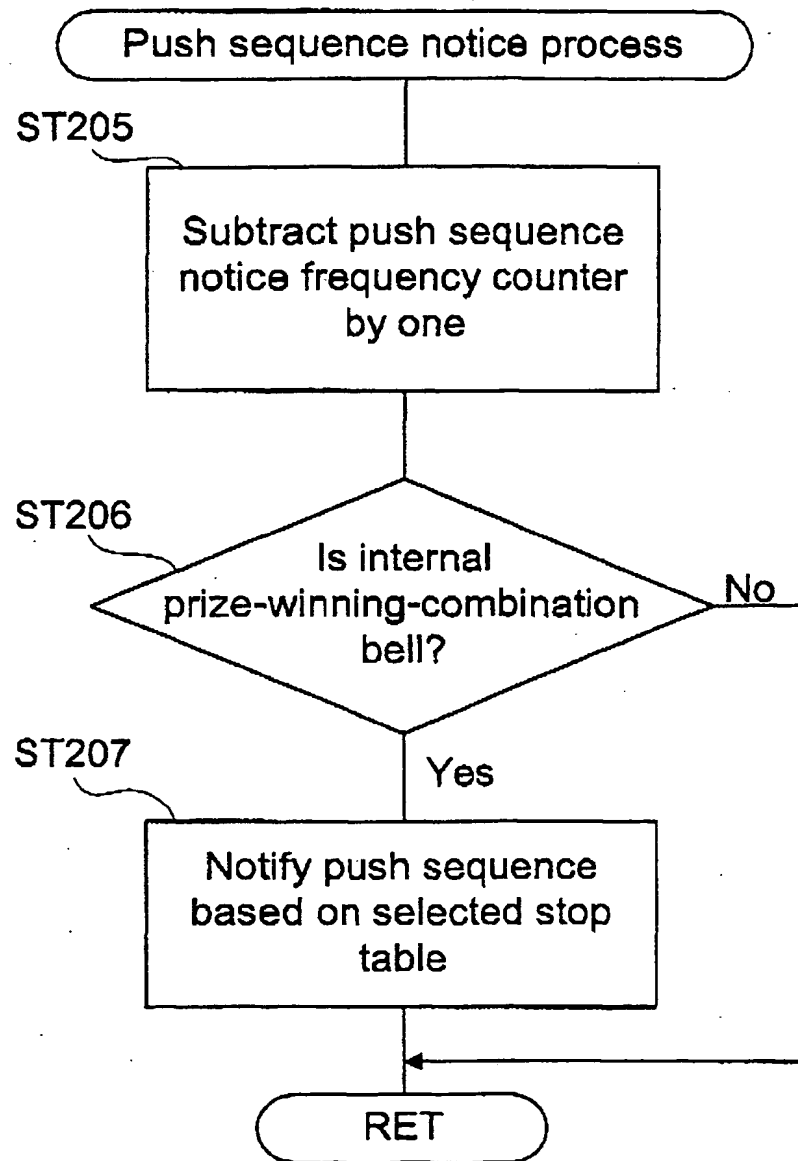 Push sequence notice process
ST205
Subtract push sequence
notice frequency counter
by one
ST206
Is internal
prize-winning-combination
bell?
No
Yes
ST207
Notify push sequence
based on selected stop
table
RET